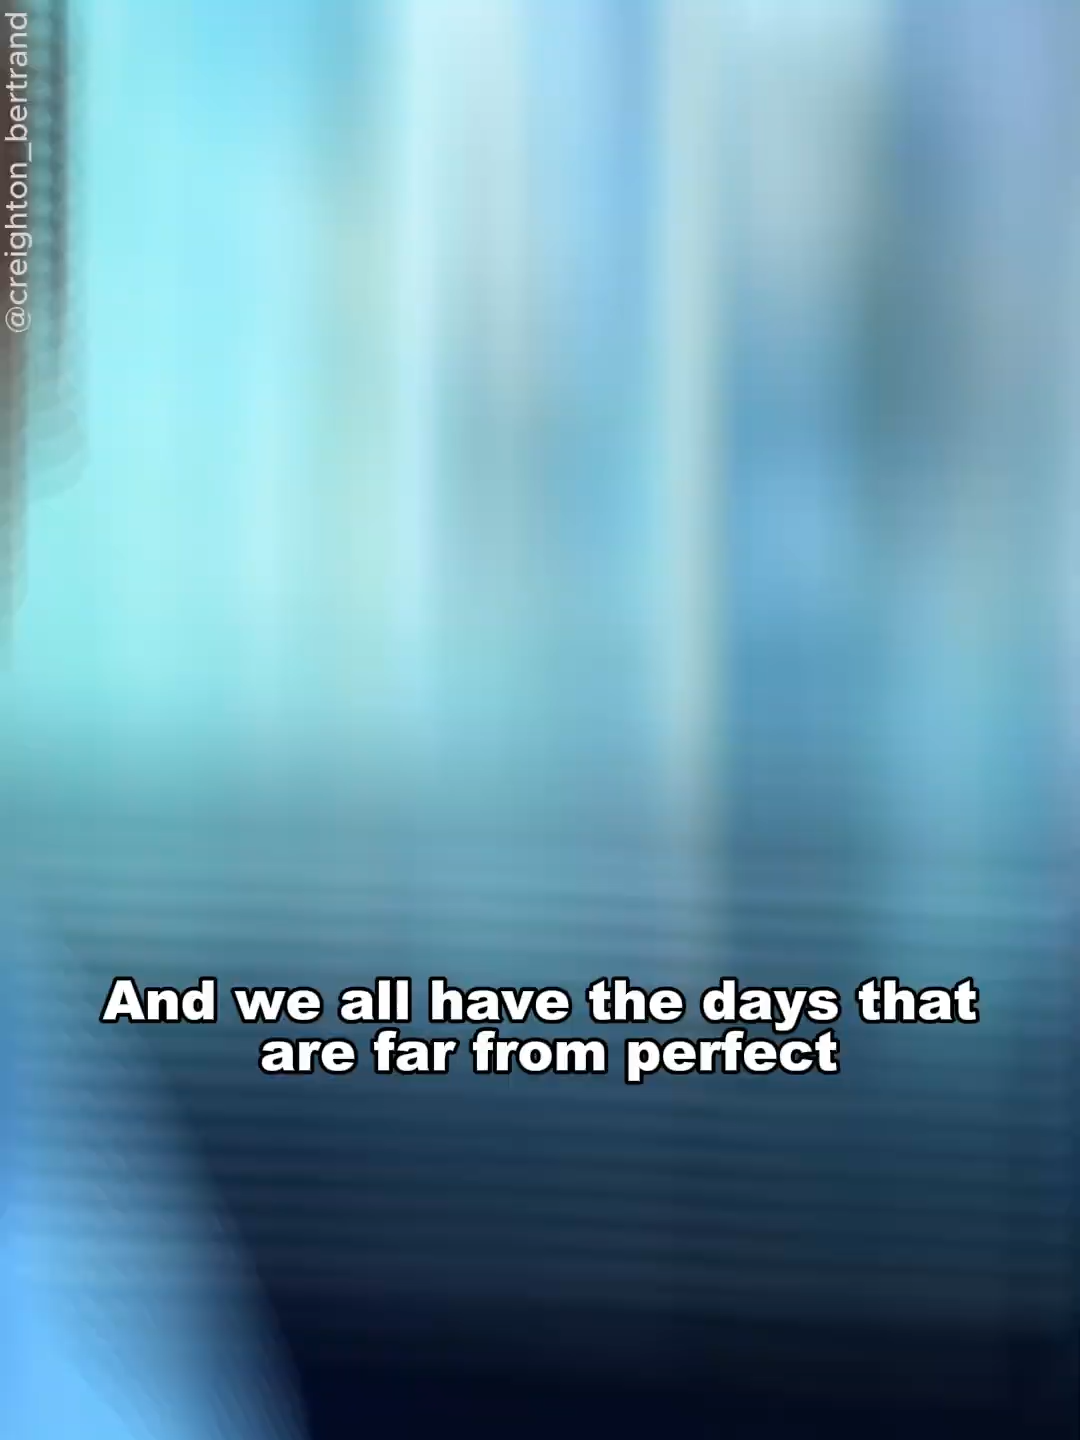 @creighton_bertrand
And we all have the days that
are far from perfect